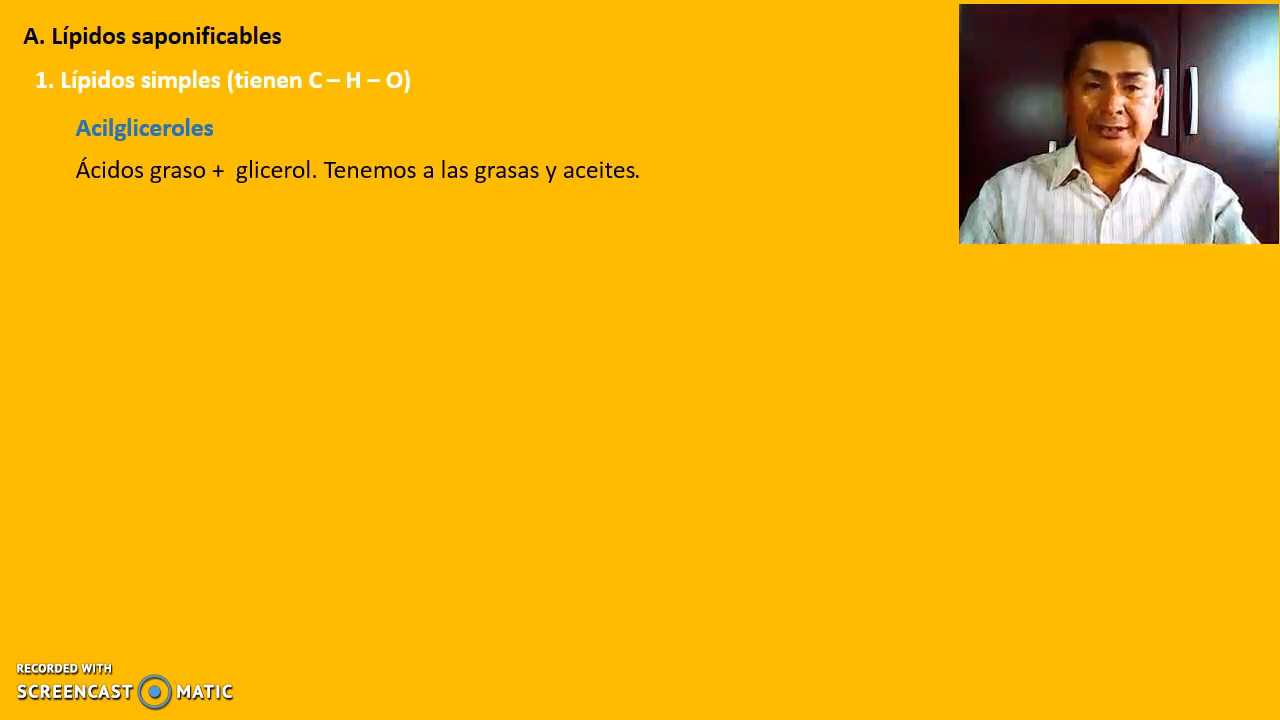 A. Lípidos saponificables
1. Lípidos simples (tienen C – H – O)
Acilgliceroles
Ácidos graso + glicerol. Tenemos a las grasas y aceites.
RECORDED WITH
SCREENCAST MATIC